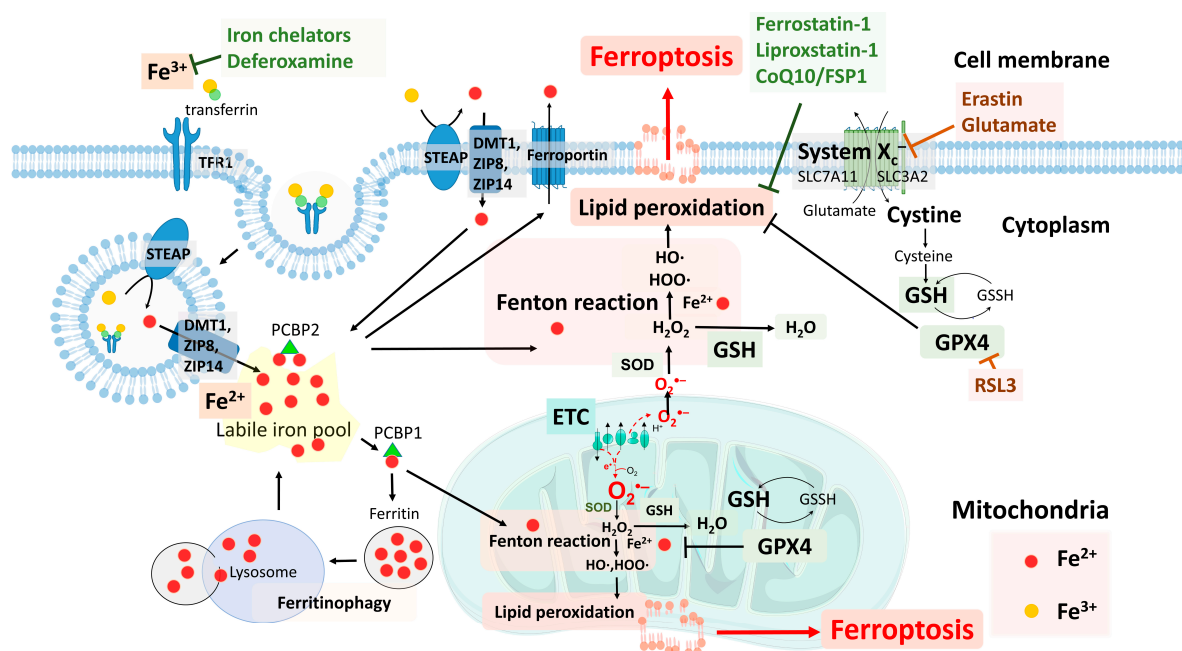 Iron chelators
Deferoxamine
Fe³⁺
transferrin
TFR1
STEAP
DMT1,
ZIP8,
ZIP14
Ferroportin
Ferroptosis
Ferrostatin-1
Liproxstatin-1
CoQ10/FSP1
Cell membrane
Erastin
Glutamate
System Xc⁻
SLC7A11
SLC3A2
Glutamate
Cystine
Cytoplasm
Cysteine
GSH
GSSH
GPX4
RSL3
Lipid peroxidation
HO·
HOO·
Fenton reaction
Fe²⁺
H₂O₂
H₂O
GSH
SOD
O₂•−
STEAP
DMT1,
ZIP8,
ZIP14
PCBP2
Fe²⁺
Labile iron pool
PCBP1
Ferritin
Lysosome
Ferritinophagy
ETC
O₂•−
H⁺
e⁻
O₂
O₂•−
SOD
GSH
H₂O₂
H₂O
Fenton reaction
Fe²⁺
HO·,HOO·
Lipid peroxidation
GSH
GSSH
GPX4
Ferroptosis
Mitochondria
Fe²⁺
Fe³⁺